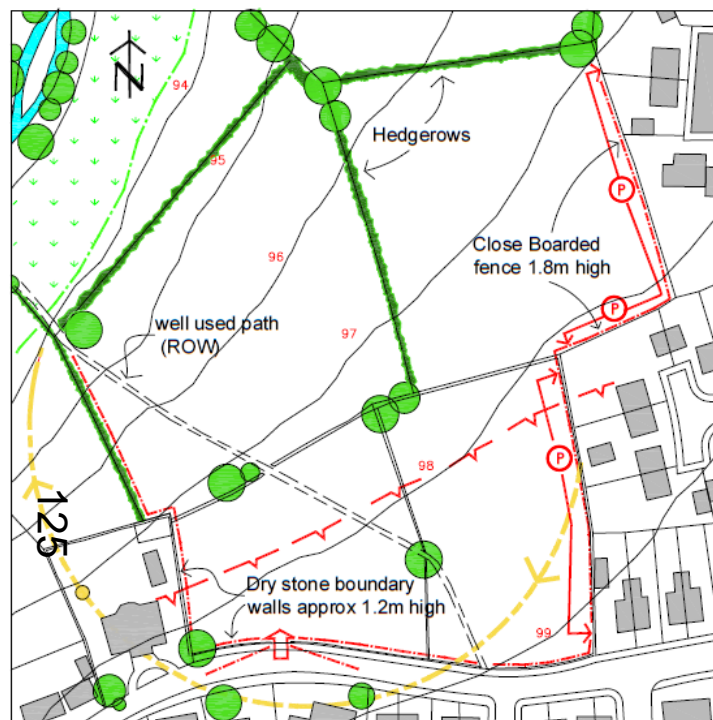 N
94
Hedgerows
95
P
96
Close Boarded
fence 1.8m high
P
well used path
(ROW)
97
98
P
125
Dry stone boundary
walls approx 1.2m high
99